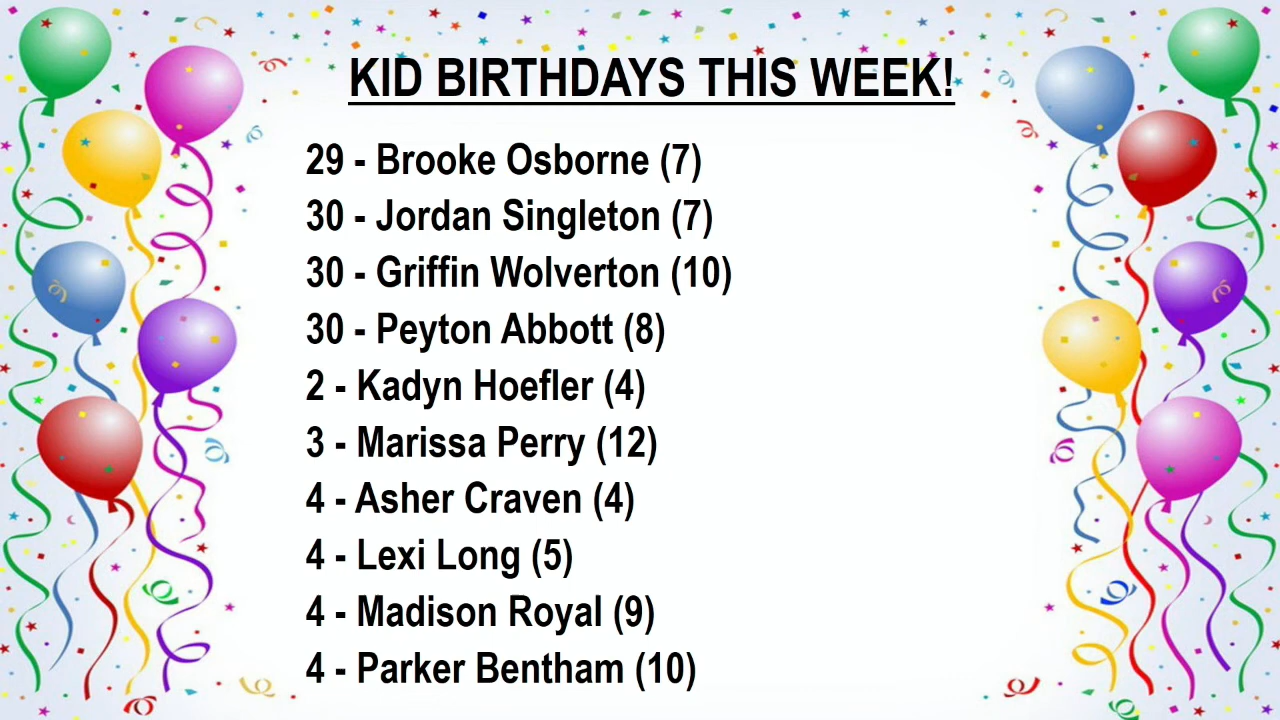 KID BIRTHDAYS THIS WEEK!
29 - Brooke Osborne (7)
30 - Jordan Singleton (7)
30 - Griffin Wolverton (10)
30 - Peyton Abbott (8)
2 - Kadyn Hoefler (4)
3 - Marissa Perry (12)
4 - Asher Craven (4)
4 - Lexi Long (5)
4 - Madison Royal (9)
4 - Parker Bentham (10)